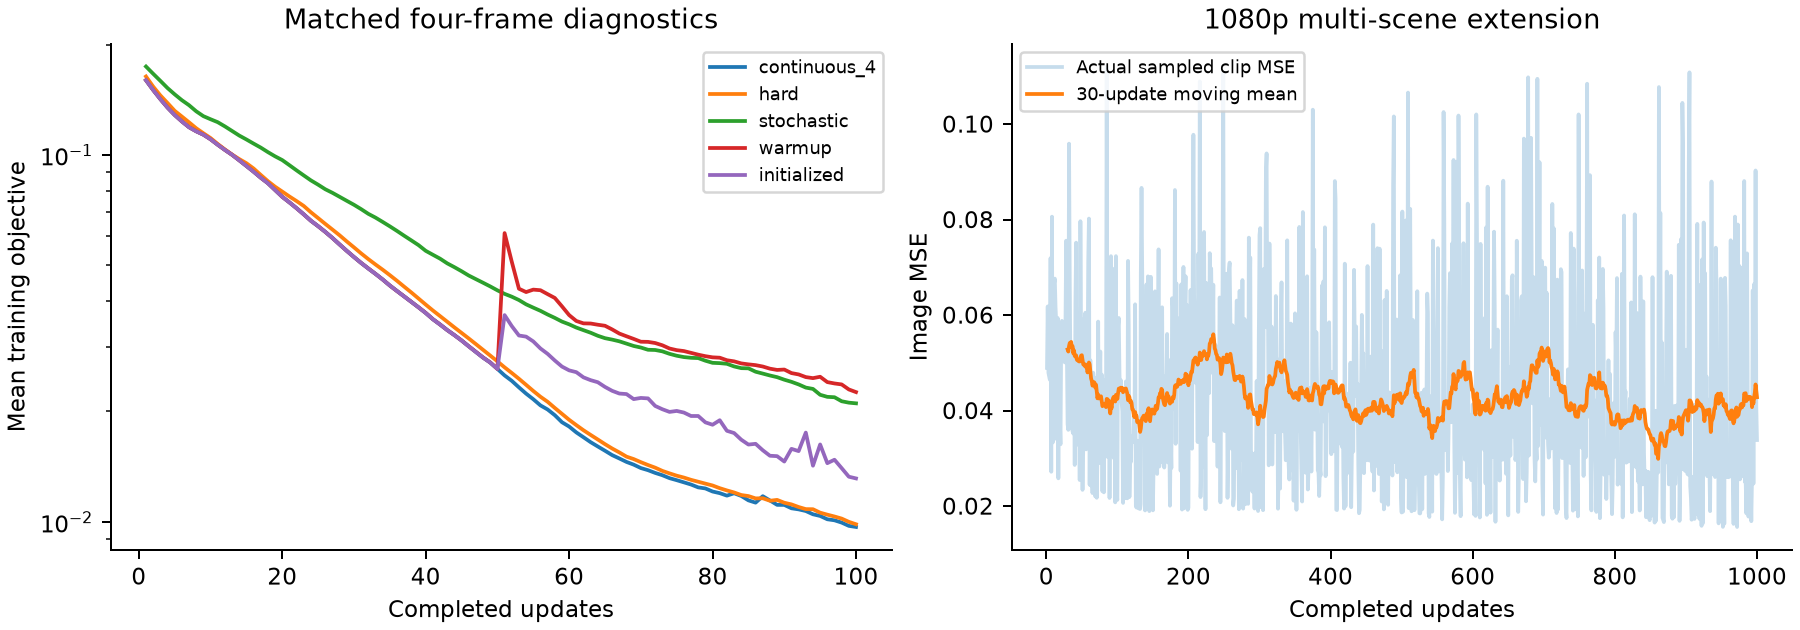 Matched four-frame diagnostics
Mean training objective
10⁻¹
10⁻²
continuous_4
hard
stochastic
warmup
initialized
0 20 40 60 80 100
Completed updates
1080p multi-scene extension
Image MSE
0.10
0.08
0.06
0.04
0.02
Actual sampled clip MSE
30-update moving mean
0 200 400 600 800 1000
Completed updates